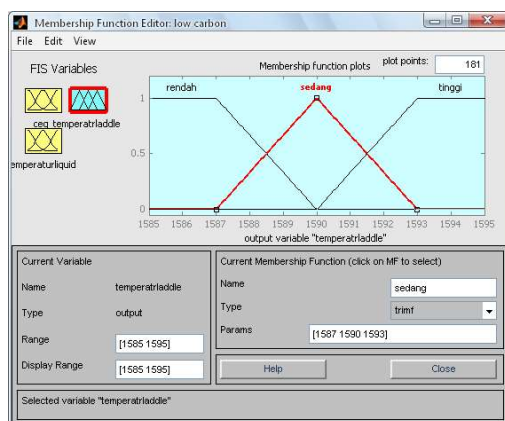 Membership Function Editor: low carbon
File Edit View
FIS Variables
Membership function plots
plot points:
181
ceq
temperatrladdle
emperaturliquid
rendah
sedang
tinggi
1
0.5
0
1585 1586 1587 1588 1589 1590 1591 1592 1593 1594 1595
output variable "temperatrladdle"
Current Variable
Name temperatrladdle
Type output
Range [1585 1595]
Display Range [1585 1595]
Current Membership Function (click on MF to select)
Name sedang
Type trimf
Params [1587 1590 1593]
Help
Close
Selected variable "temperatrladdle"